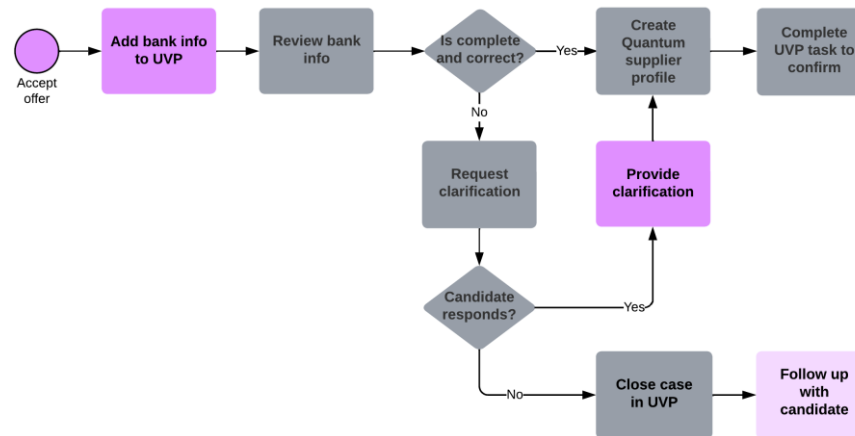 Accept
offer
Add bank info
to UVP
Review bank
info
Is complete
and correct?
Yes
Create
Quantum
supplier
profile
Complete
UVP task to
confirm
No
Request
clarification
Provide
clarification
Candidate
responds?
Yes
No
Close case
in UVP
Follow up
with
candidate